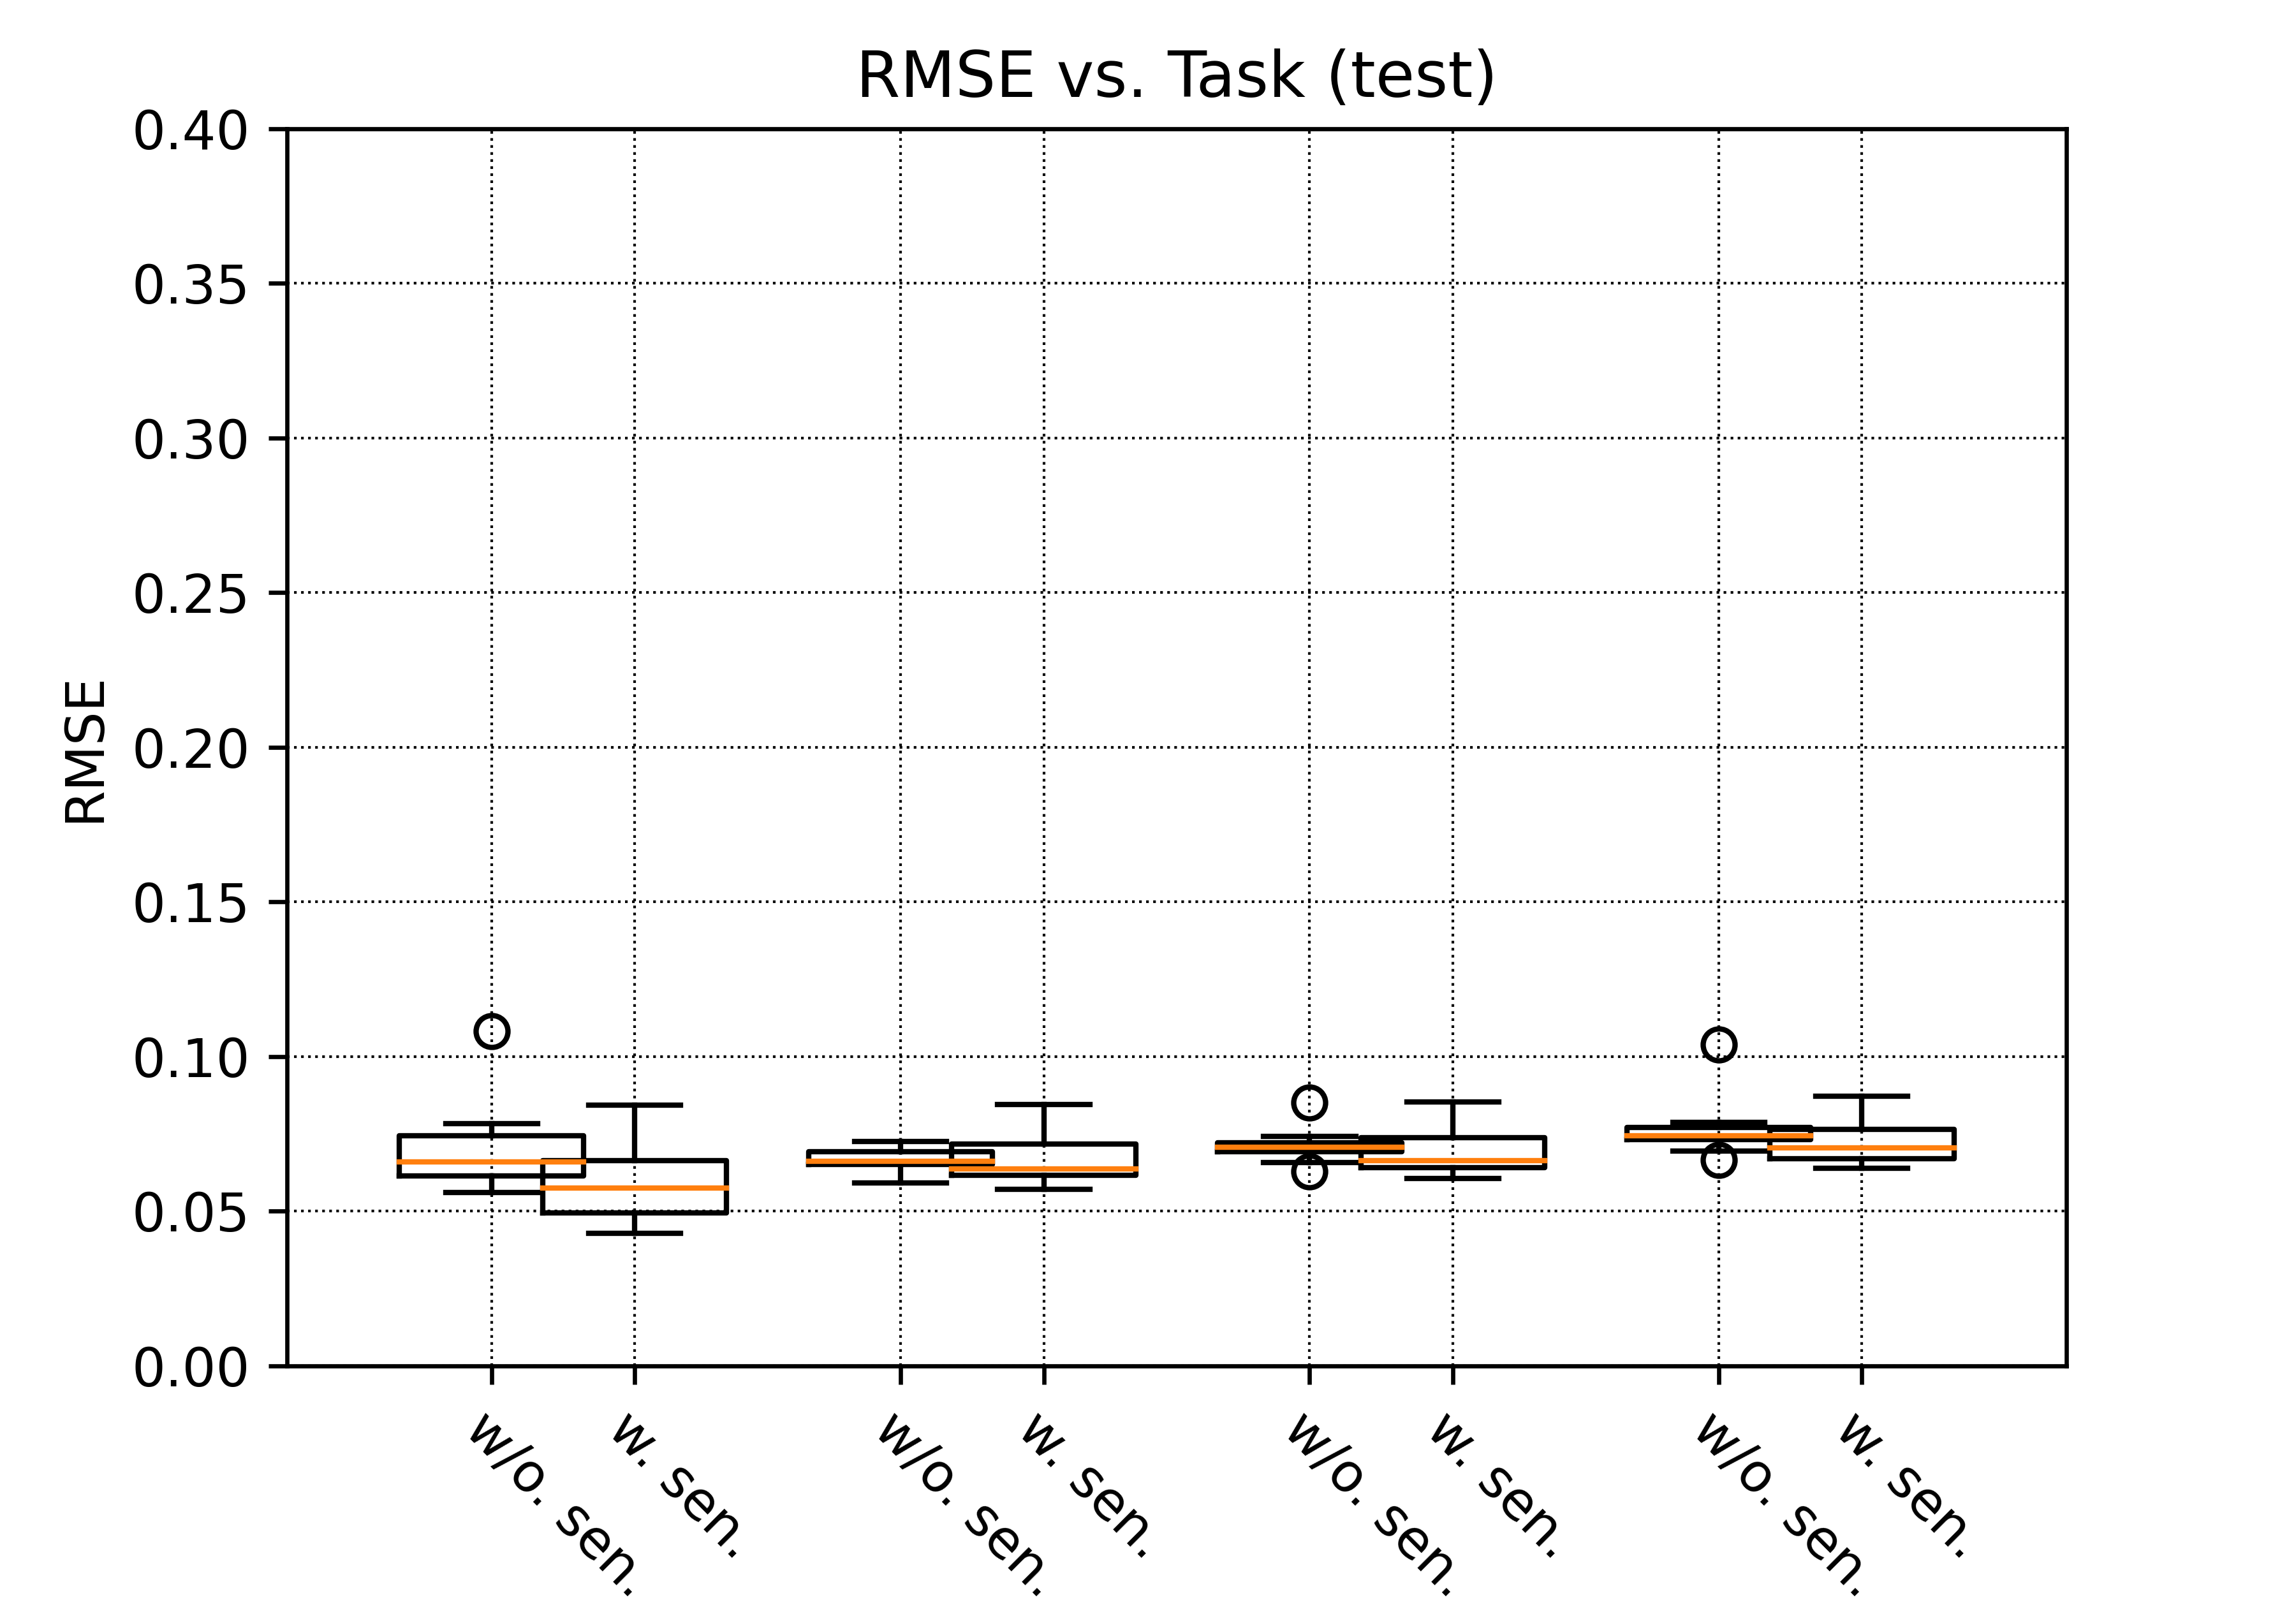 RMSE vs. Task (test)
0.40
0.35
0.30
0.25
0.20
0.15
0.10
0.05
0.00
RMSE
w/o. sen.
w. sen.
w/o. sen.
w. sen.
w/o. sen.
w. sen.
w/o. sen.
w. sen.